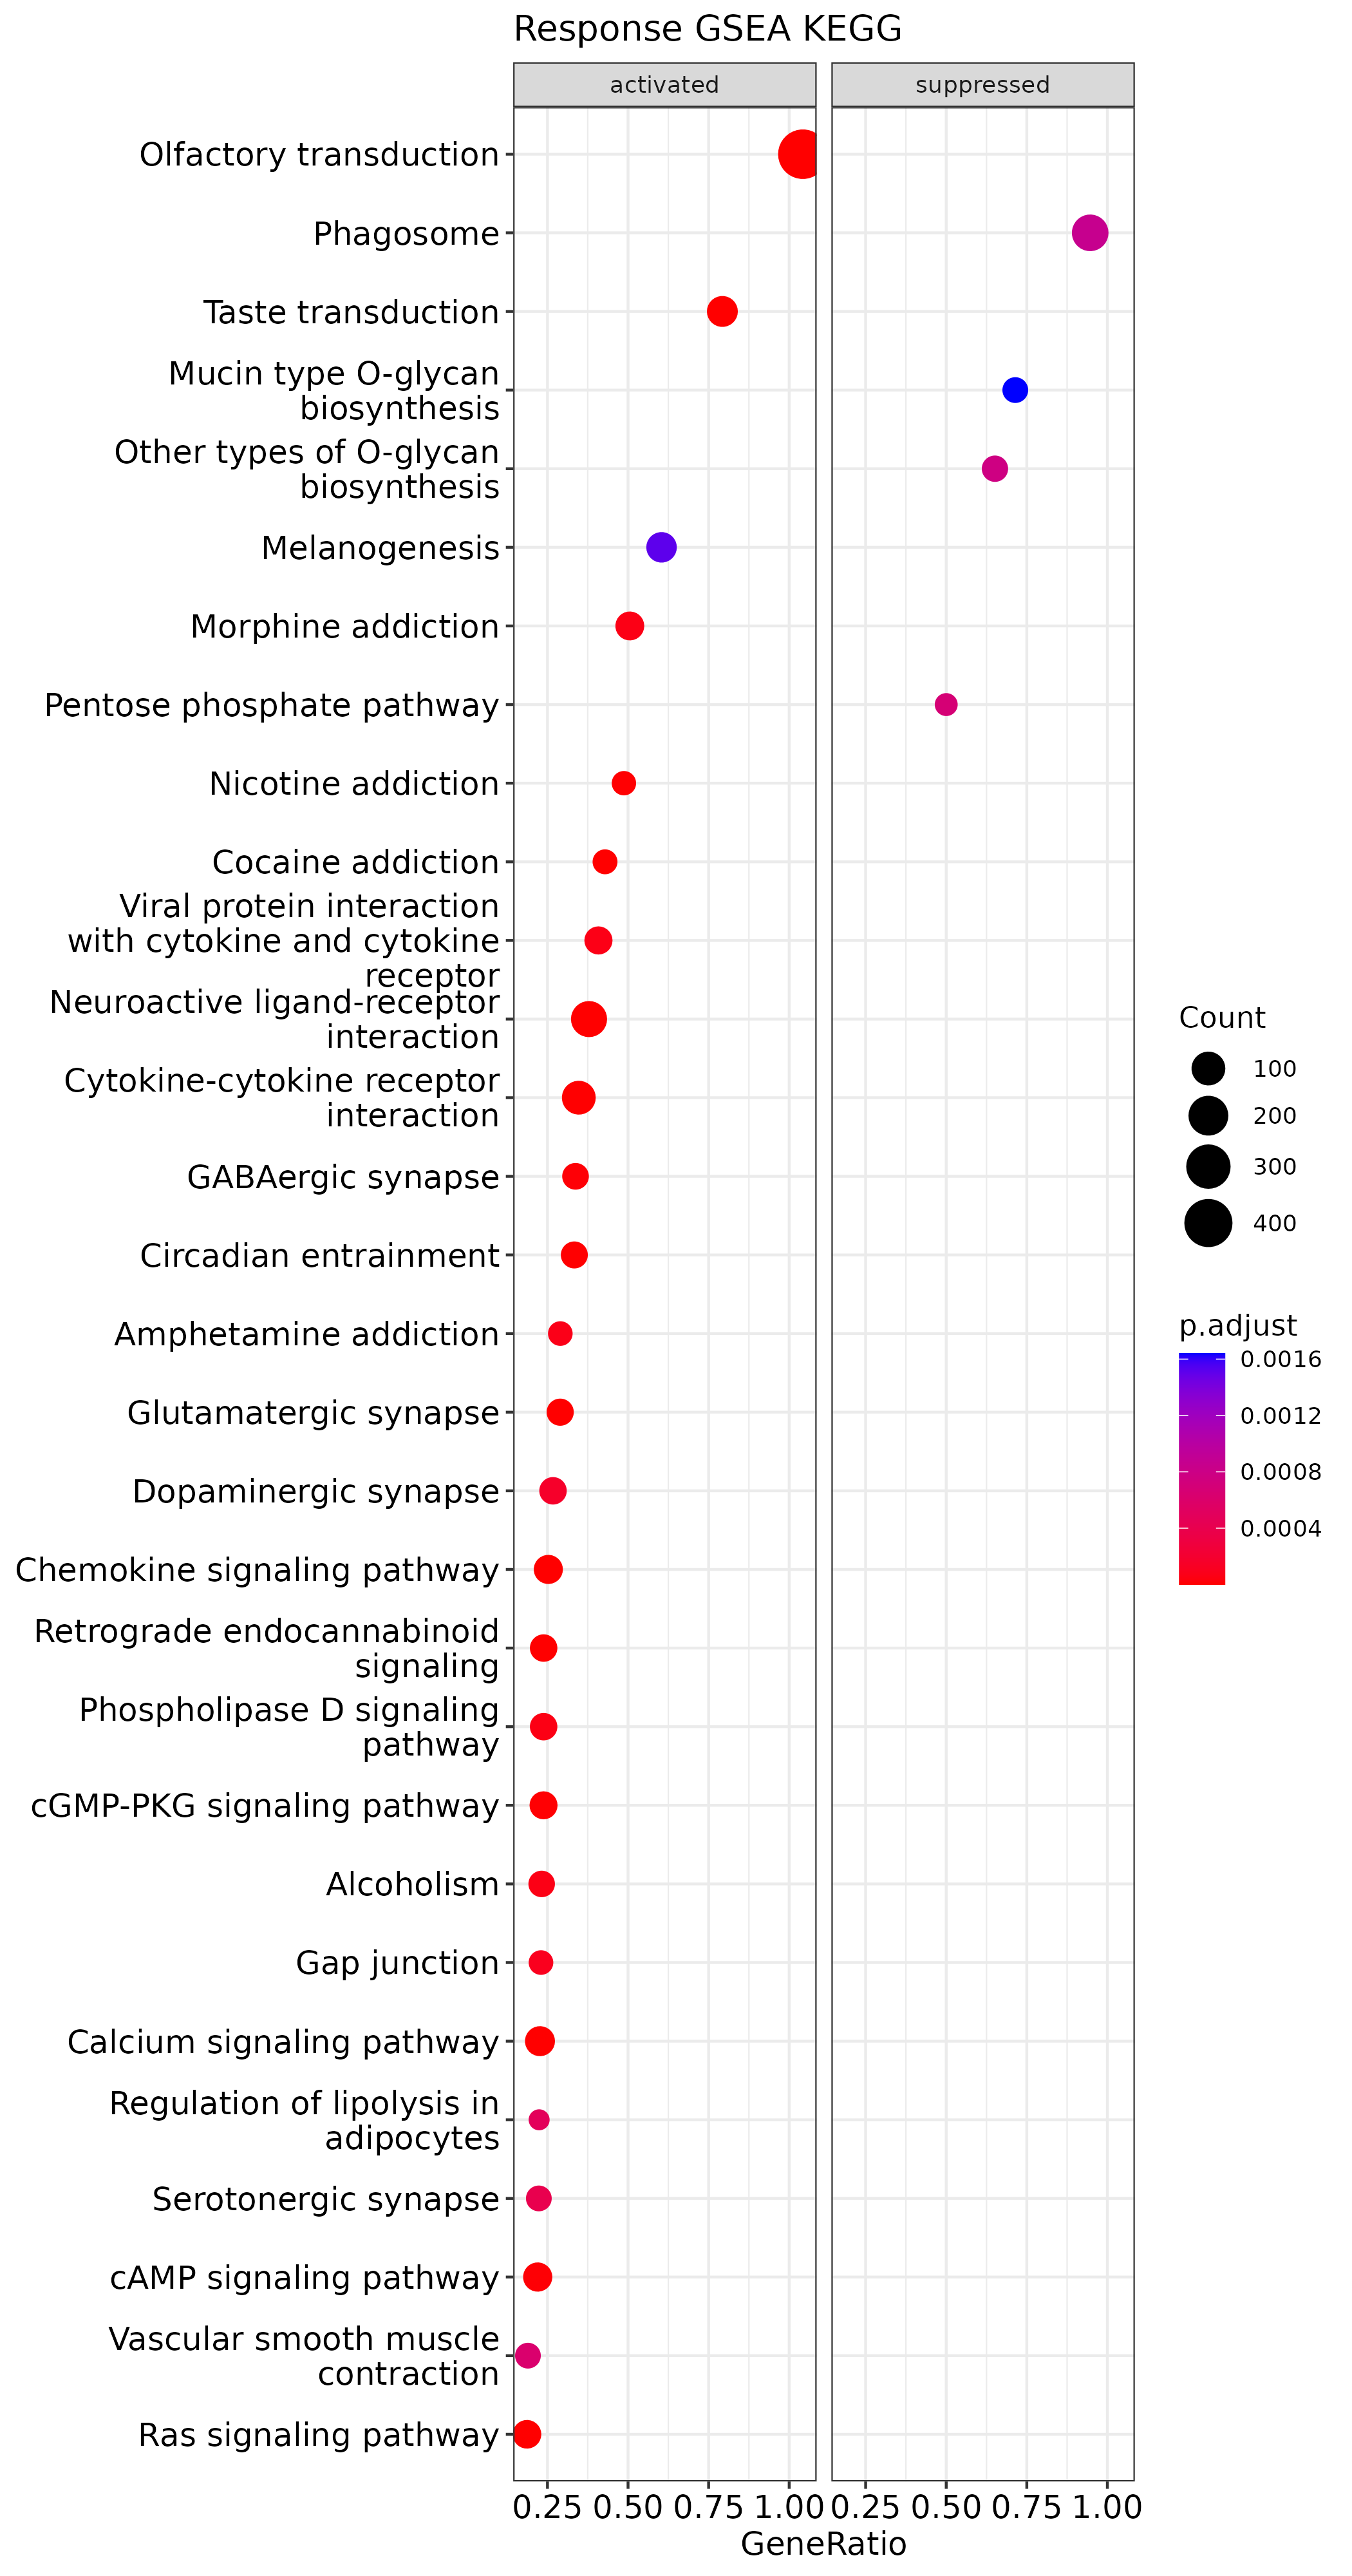 Response GSEA KEGG
activated
suppressed
Olfactory transduction
Phagosome
Taste transduction
Mucin type O-glycan
biosynthesis
Other types of O-glycan
biosynthesis
Melanogenesis
Morphine addiction
Pentose phosphate pathway
Nicotine addiction
Cocaine addiction
Viral protein interaction
with cytokine and cytokine
receptor
Neuroactive ligand-receptor
interaction
Cytokine-cytokine receptor
interaction
GABAergic synapse
Circadian entrainment
Amphetamine addiction
Glutamatergic synapse
Dopaminergic synapse
Chemokine signaling pathway
Retrograde endocannabinoid
signaling
Phospholipase D signaling
pathway
cGMP-PKG signaling pathway
Alcoholism
Gap junction
Calcium signaling pathway
Regulation of lipolysis in
adipocytes
Serotonergic synapse
cAMP signaling pathway
Vascular smooth muscle
contraction
Ras signaling pathway
0.25 0.50 0.75 1.00 0.25 0.50 0.75 1.00
GeneRatio
Count
100
200
300
400
p.adjust
0.0016
0.0012
0.0008
0.0004